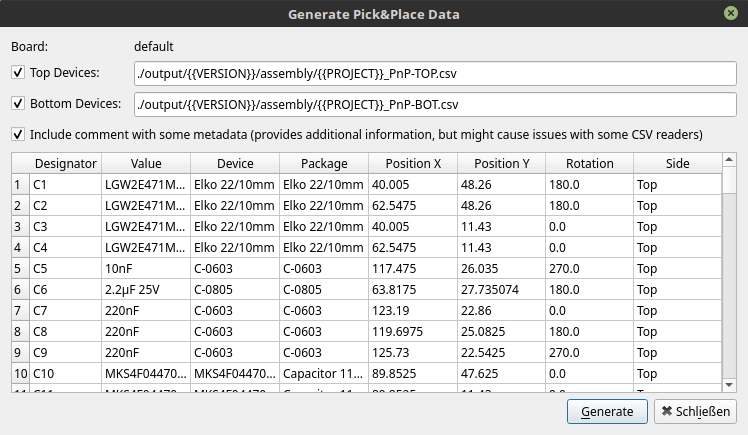 Generate Pick&Place Data
Board: default
Top Devices: ./output/{{VERSION}}/assembly/{{PROJECT}}_PnP-TOP.csv
Bottom Devices: ./output/{{VERSION}}/assembly/{{PROJECT}}_PnP-BOT.csv
Include comment with some metadata (provides additional information, but might cause issues with some CSV readers)
Designator Value Device Package Position X Position Y Rotation Side
1 C1 LGW2E471M... Elko 22/10mm Elko 22/10mm 40.005 48.26 180.0 Top
2 C2 LGW2E471M... Elko 22/10mm Elko 22/10mm 62.5475 48.26 180.0 Top
3 C3 LGW2E471M... Elko 22/10mm Elko 22/10mm 40.005 11.43 0.0 Top
4 C4 LGW2E471M... Elko 22/10mm Elko 22/10mm 62.5475 11.43 0.0 Top
5 C5 10nF C-0603 C-0603 117.475 26.035 270.0 Top
6 C6 2.2µF 25V C-0805 C-0805 63.8175 27.735074 180.0 Top
7 C7 220nF C-0603 C-0603 123.19 22.86 0.0 Top
8 C8 220nF C-0603 C-0603 119.6975 25.0825 180.0 Top
9 C9 220nF C-0603 C-0603 125.73 22.5425 270.0 Top
10 C10 MKS4F04470... MKS4F04470... Capacitor 11... 89.8525 47.625 0.0 Top
Generate Schließen